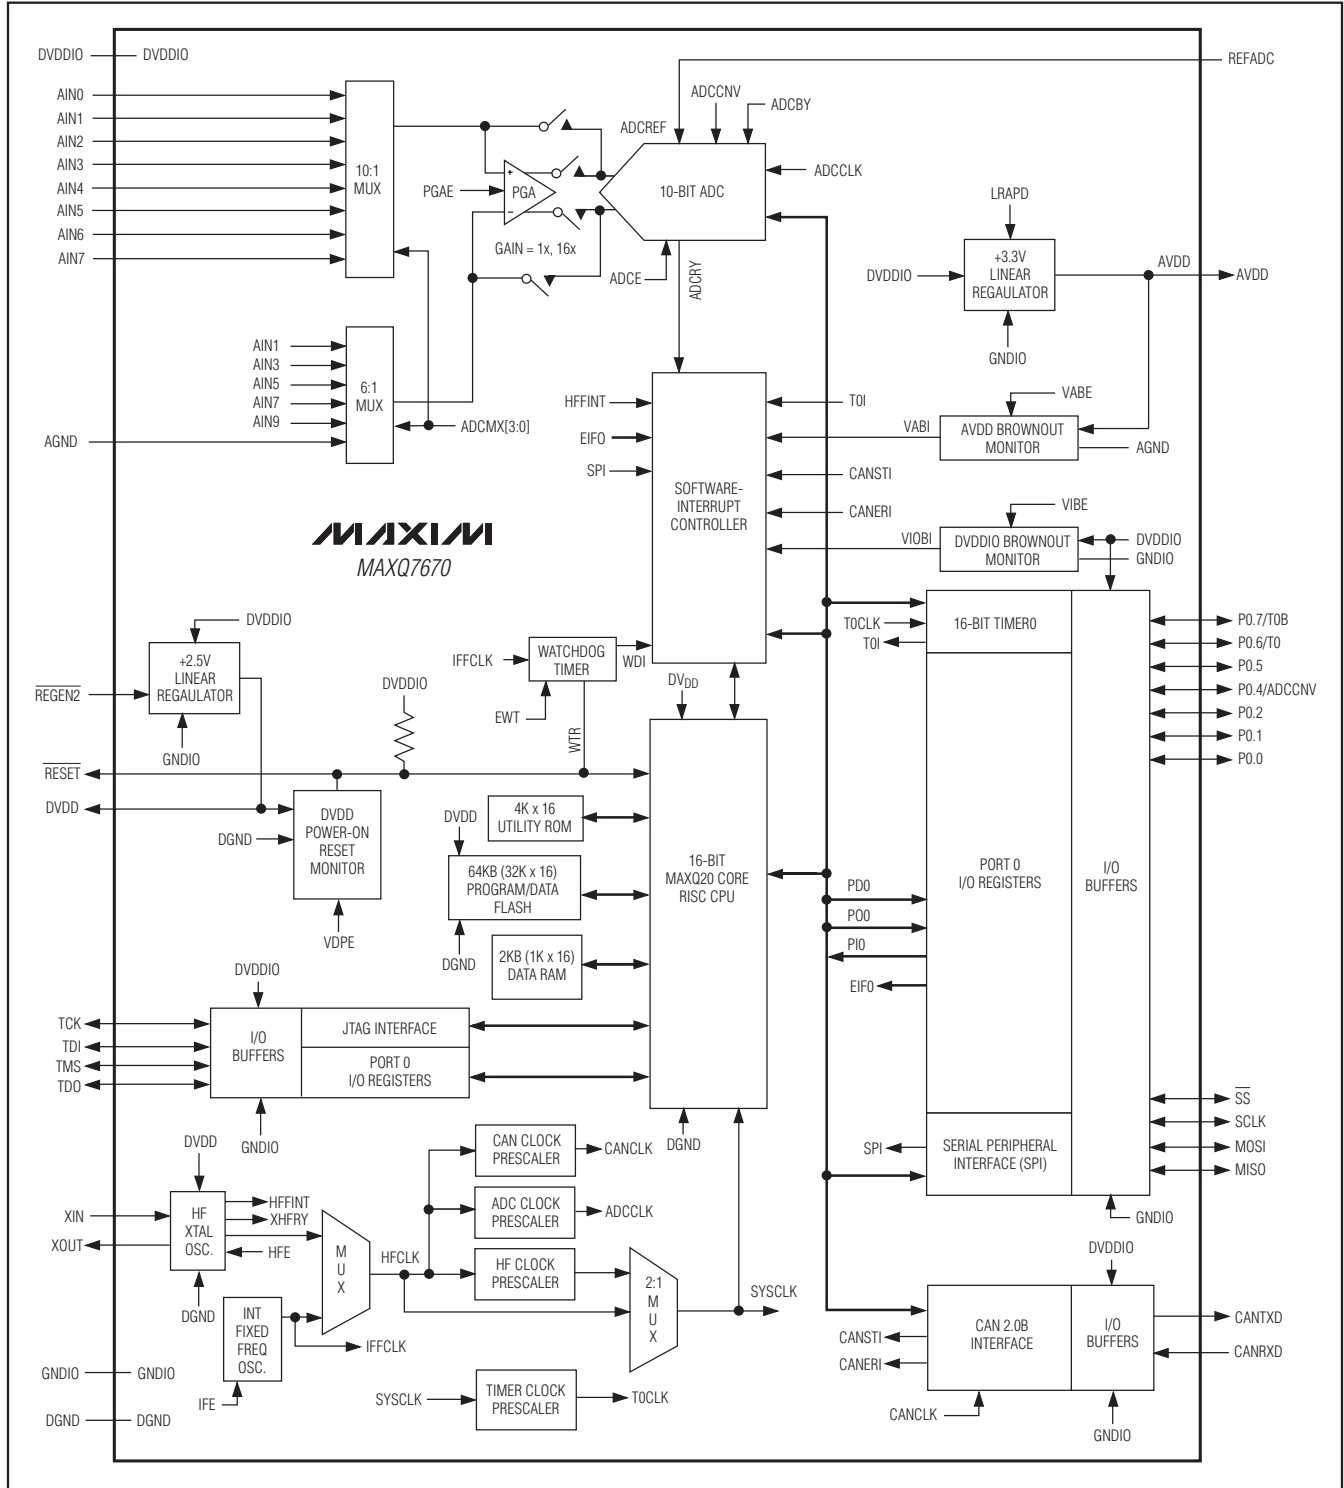 DVDDIO
DVDDIO
REFADC
AIN0
AIN1
AIN2
AIN3
AIN4
AIN5
AIN6
AIN7
10:1
MUX
PGAE
PGA
+
−
GAIN = 1x, 16x
ADCREF
ADCCNV
ADCBY
ADCCLK
10-BIT ADC
ADCE
ADCRY
LRAPD
DVDDIO
+3.3V
LINEAR
REGAULATOR
GNDIO
AVDD
AVDD
AIN1
AIN3
AIN5
AIN7
AIN9
AGND
6:1
MUX
ADCMX[3:0]
HFFINT
EIFO
SPI
SOFTWARE-
INTERRUPT
CONTROLLER
T0I
VABI
CANSTI
CANERI
VIOBI
VABE
AVDD BROWNOUT
MONITOR
AGND
VIBE
DVDDIO BROWNOUT
MONITOR
DVDDIO
GNDIO
MAXIM
MAXQ7670
DVDDIO
+2.5V
LINEAR
REGAULATOR
REGEN2
GNDIO
DVDDIO
IFFCLK
WATCHDOG
TIMER
WDI
EWT
WTR
DVDD
T0CLK
T0I
16-BIT TIMER0
P0.7/T0B
P0.6/T0
P0.5
P0.4/ADCCNV
P0.2
P0.1
P0.0
RESET
DVDD
DGND
DVDD
POWER-ON
RESET
MONITOR
VDPE
4K x 16
UTILITY ROM
DVDD
64KB (32K x 16)
PROGRAM/DATA
FLASH
DGND
2KB (1K x 16)
DATA RAM
16-BIT
MAXQ20 CORE
RISC CPU
PORT 0
I/O REGISTERS
I/O
BUFFERS
PD0
PO0
PI0
EIF0
DVDDIO
TCK
TDI
TMS
TDO
I/O
BUFFERS
JTAG INTERFACE
PORT 0
I/O REGISTERS
GNDIO
DGND
SS
SCLK
MOSI
MISO
SPI
SERIAL PERIPHERAL
INTERFACE (SPI)
GNDIO
DVDD
XIN
XOUT
HF
XTAL
OSC.
HFFINT
XHFRY
HFE
DGND
INT
FIXED
FREQ
OSC.
IFE
IFFCLK
M
U
X
HFCLK
CAN CLOCK
PRESCALER
CANCLK
ADC CLOCK
PRESCALER
ADCCLK
HF CLOCK
PRESCALER
2:1
M
U
X
SYSCLK
SYSCLK
TIMER CLOCK
PRESCALER
T0CLK
DVDDIO
CAN 2.0B
INTERFACE
I/O
BUFFERS
CANTXD
CANRXD
CANSTI
CANERI
CANCLK
GNDIO
GNDIO
GNDIO
DGND
DGND